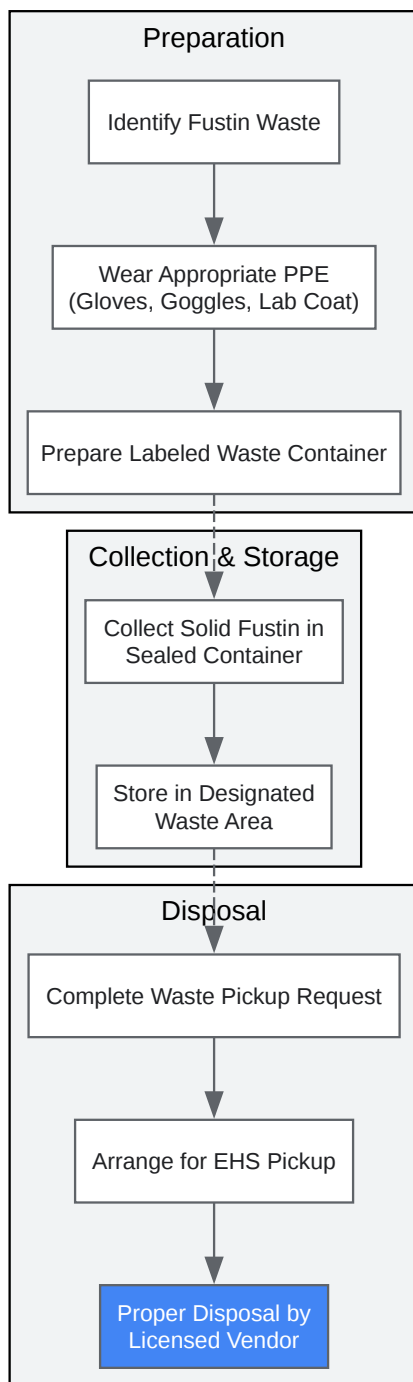 Preparation
Identify Fustin Waste
Wear Appropriate PPE
(Gloves, Goggles, Lab Coat)
Prepare Labeled Waste Container
Collection & Storage
Collect Solid Fustin in
Sealed Container
Store in Designated
Waste Area
Disposal
Complete Waste Pickup Request
Arrange for EHS Pickup
Proper Disposal by
Licensed Vendor